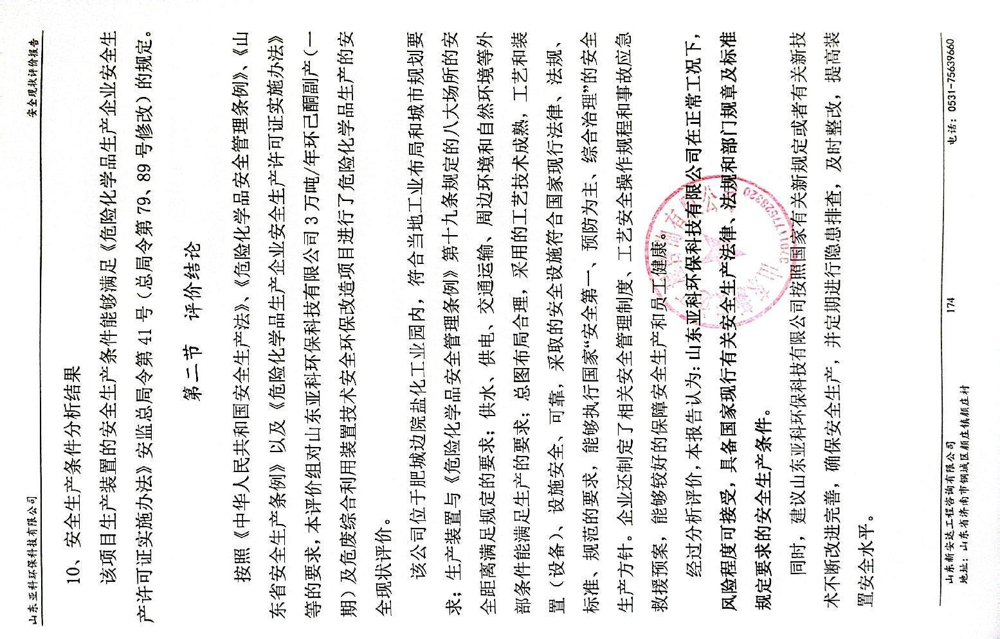 山东亚科环保科技有限公司 安全现状评价报告
10、安全生产条件分析结果
该项目生产装置的安全生产条件能够满足《危险化学品生产企业安全生
产许可证实施办法》安监总局令第 41 号（总局令第 79、89 号修改）的规定。
第二节 评价结论
按照《中华人民共和国安全生产法》、《危险化学品安全管理条例》、《山
东省安全生产条例》以及《危险化学品生产企业安全生产许可证实施办法》
等的要求，本评价组对山东亚科环保科技有限公司 3 万吨/年环己酮副产（一
期）及危废综合利用装置技术安全环保改造项目进行了危险化学品生产的安
全现状评价。
该公司位于肥城边院盐化工业园内，符合当地工业布局和城市规划要
求；生产装置与《危险化学品安全管理条例》第十九条规定的八大场所的安
全距离满足规定的要求；供水、供电、交通运输、周边环境和自然环境等外
部条件能满足生产的要求；总图布局合理，采用的工艺技术成熟，工艺和装
置（设备）、设施安全、可靠，采取的安全设施符合国家现行法律、法规、
标准、规范的要求，能够执行国家“安全第一、预防为主、综合治理”的安全
生产方针。企业还制定了相关安全管理制度、工艺安全操作规程和事故应急
救援预案，能够较好的保障安全生产和员工健康。
经过分析评价，本报告认为：山东亚科环保科技有限公司在正常工况下，
风险程度可接受，具备国家现行有关安全生产法律、法规和部门规章及标准
规定要求的安全生产条件。
同时，建议山东亚科环保科技有限公司按照国家有关新规定或者有关新技
术不断改进完善，确保安全生产，并定期进行隐患排查，及时整改，提高装
置安全水平。
山东新安达工程咨询有限公司 174 电话：0531-75639660
地址：山东省济南市钢城区颜庄镇颜庄村